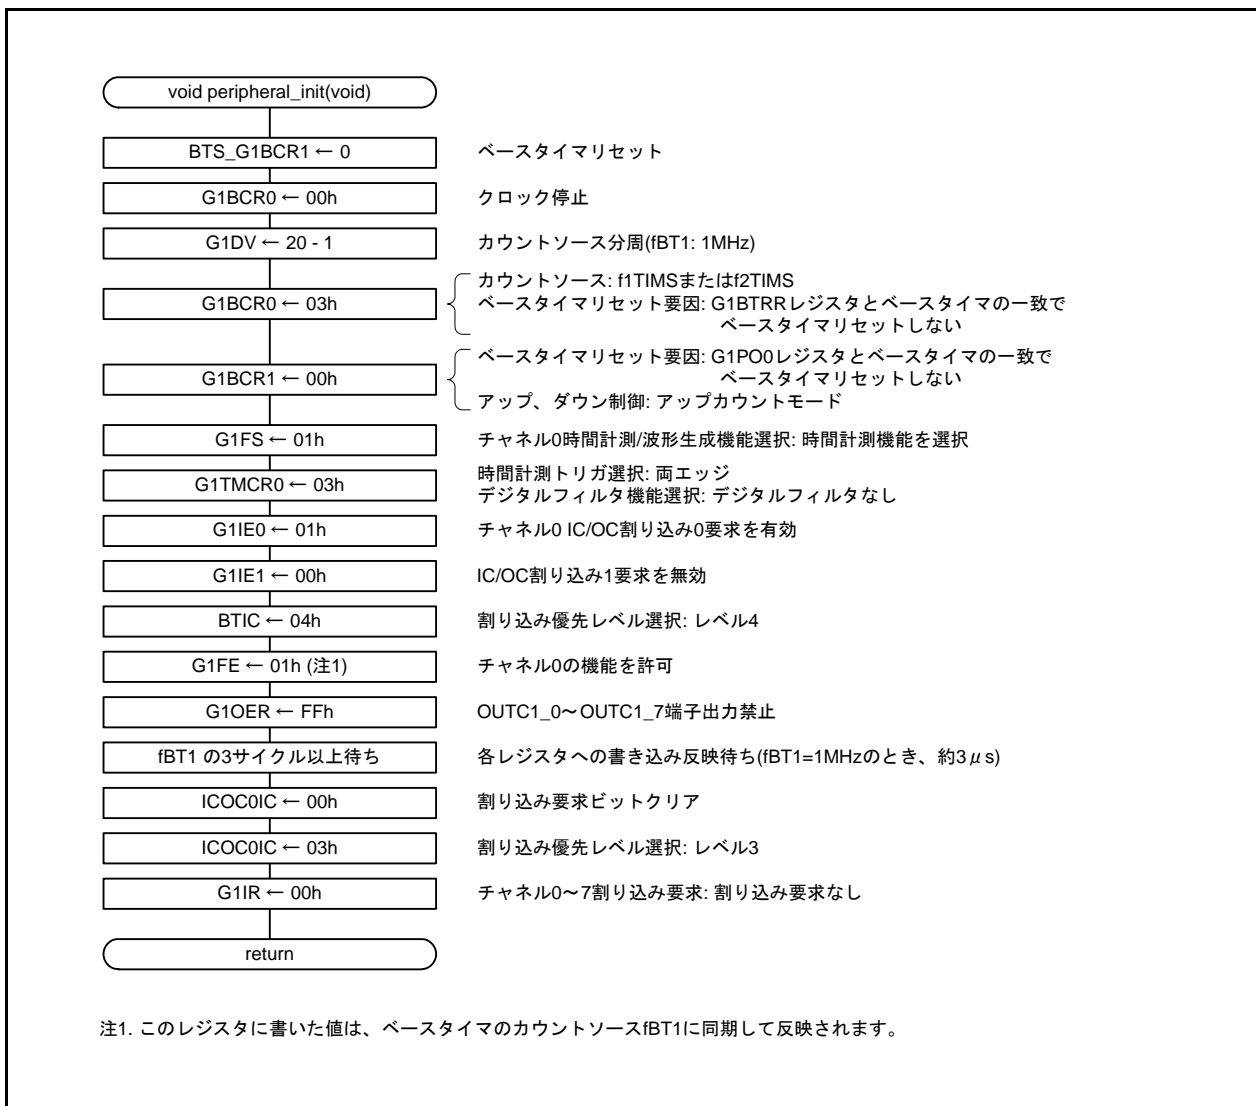 void peripheral_init(void)
BTS_G1BCR1 ← 0
ベースタイマリセット
G1BCR0 ← 00h
クロック停止
G1DV ← 20 - 1
カウントソース分周(fBT1: 1MHz)
G1BCR0 ← 03h
カウントソース: f1TIMSまたはf2TIMS
ベースタイマリセット要因: G1BTRRレジスタとベースタイマの一致で
ベースタイマリセットしない
G1BCR1 ← 00h
ベースタイマリセット要因: G1PO0レジスタとベースタイマの一致で
ベースタイマリセットしない
アップ、ダウン制御: アップカウントモード
G1FS ← 01h
チャネル0時間計測/波形生成機能選択: 時間計測機能を選択
G1TMCR0 ← 03h
時間計測トリガ選択: 両エッジ
デジタルフィルタ機能選択: デジタルフィルタなし
G1IE0 ← 01h
チャネル0 IC/OC割り込み0要求を有効
G1IE1 ← 00h
IC/OC割り込み1要求を無効
BTIC ← 04h
割り込み優先レベル選択: レベル4
G1FE ← 01h (注1)
チャネル0の機能を許可
G1OER ← FFh
OUTC1_0～OUTC1_7端子出力禁止
fBT1 の3サイクル以上待ち
各レジスタへの書き込み反映待ち(fBT1=1MHzのとき、約3μs)
ICOC0IC ← 00h
割り込み要求ビットクリア
ICOC0IC ← 03h
割り込み優先レベル選択: レベル3
G1IR ← 00h
チャネル0～7割り込み要求: 割り込み要求なし
return
注1. このレジスタに書いた値は、ベースタイマのカウントソースfBT1に同期して反映されます。